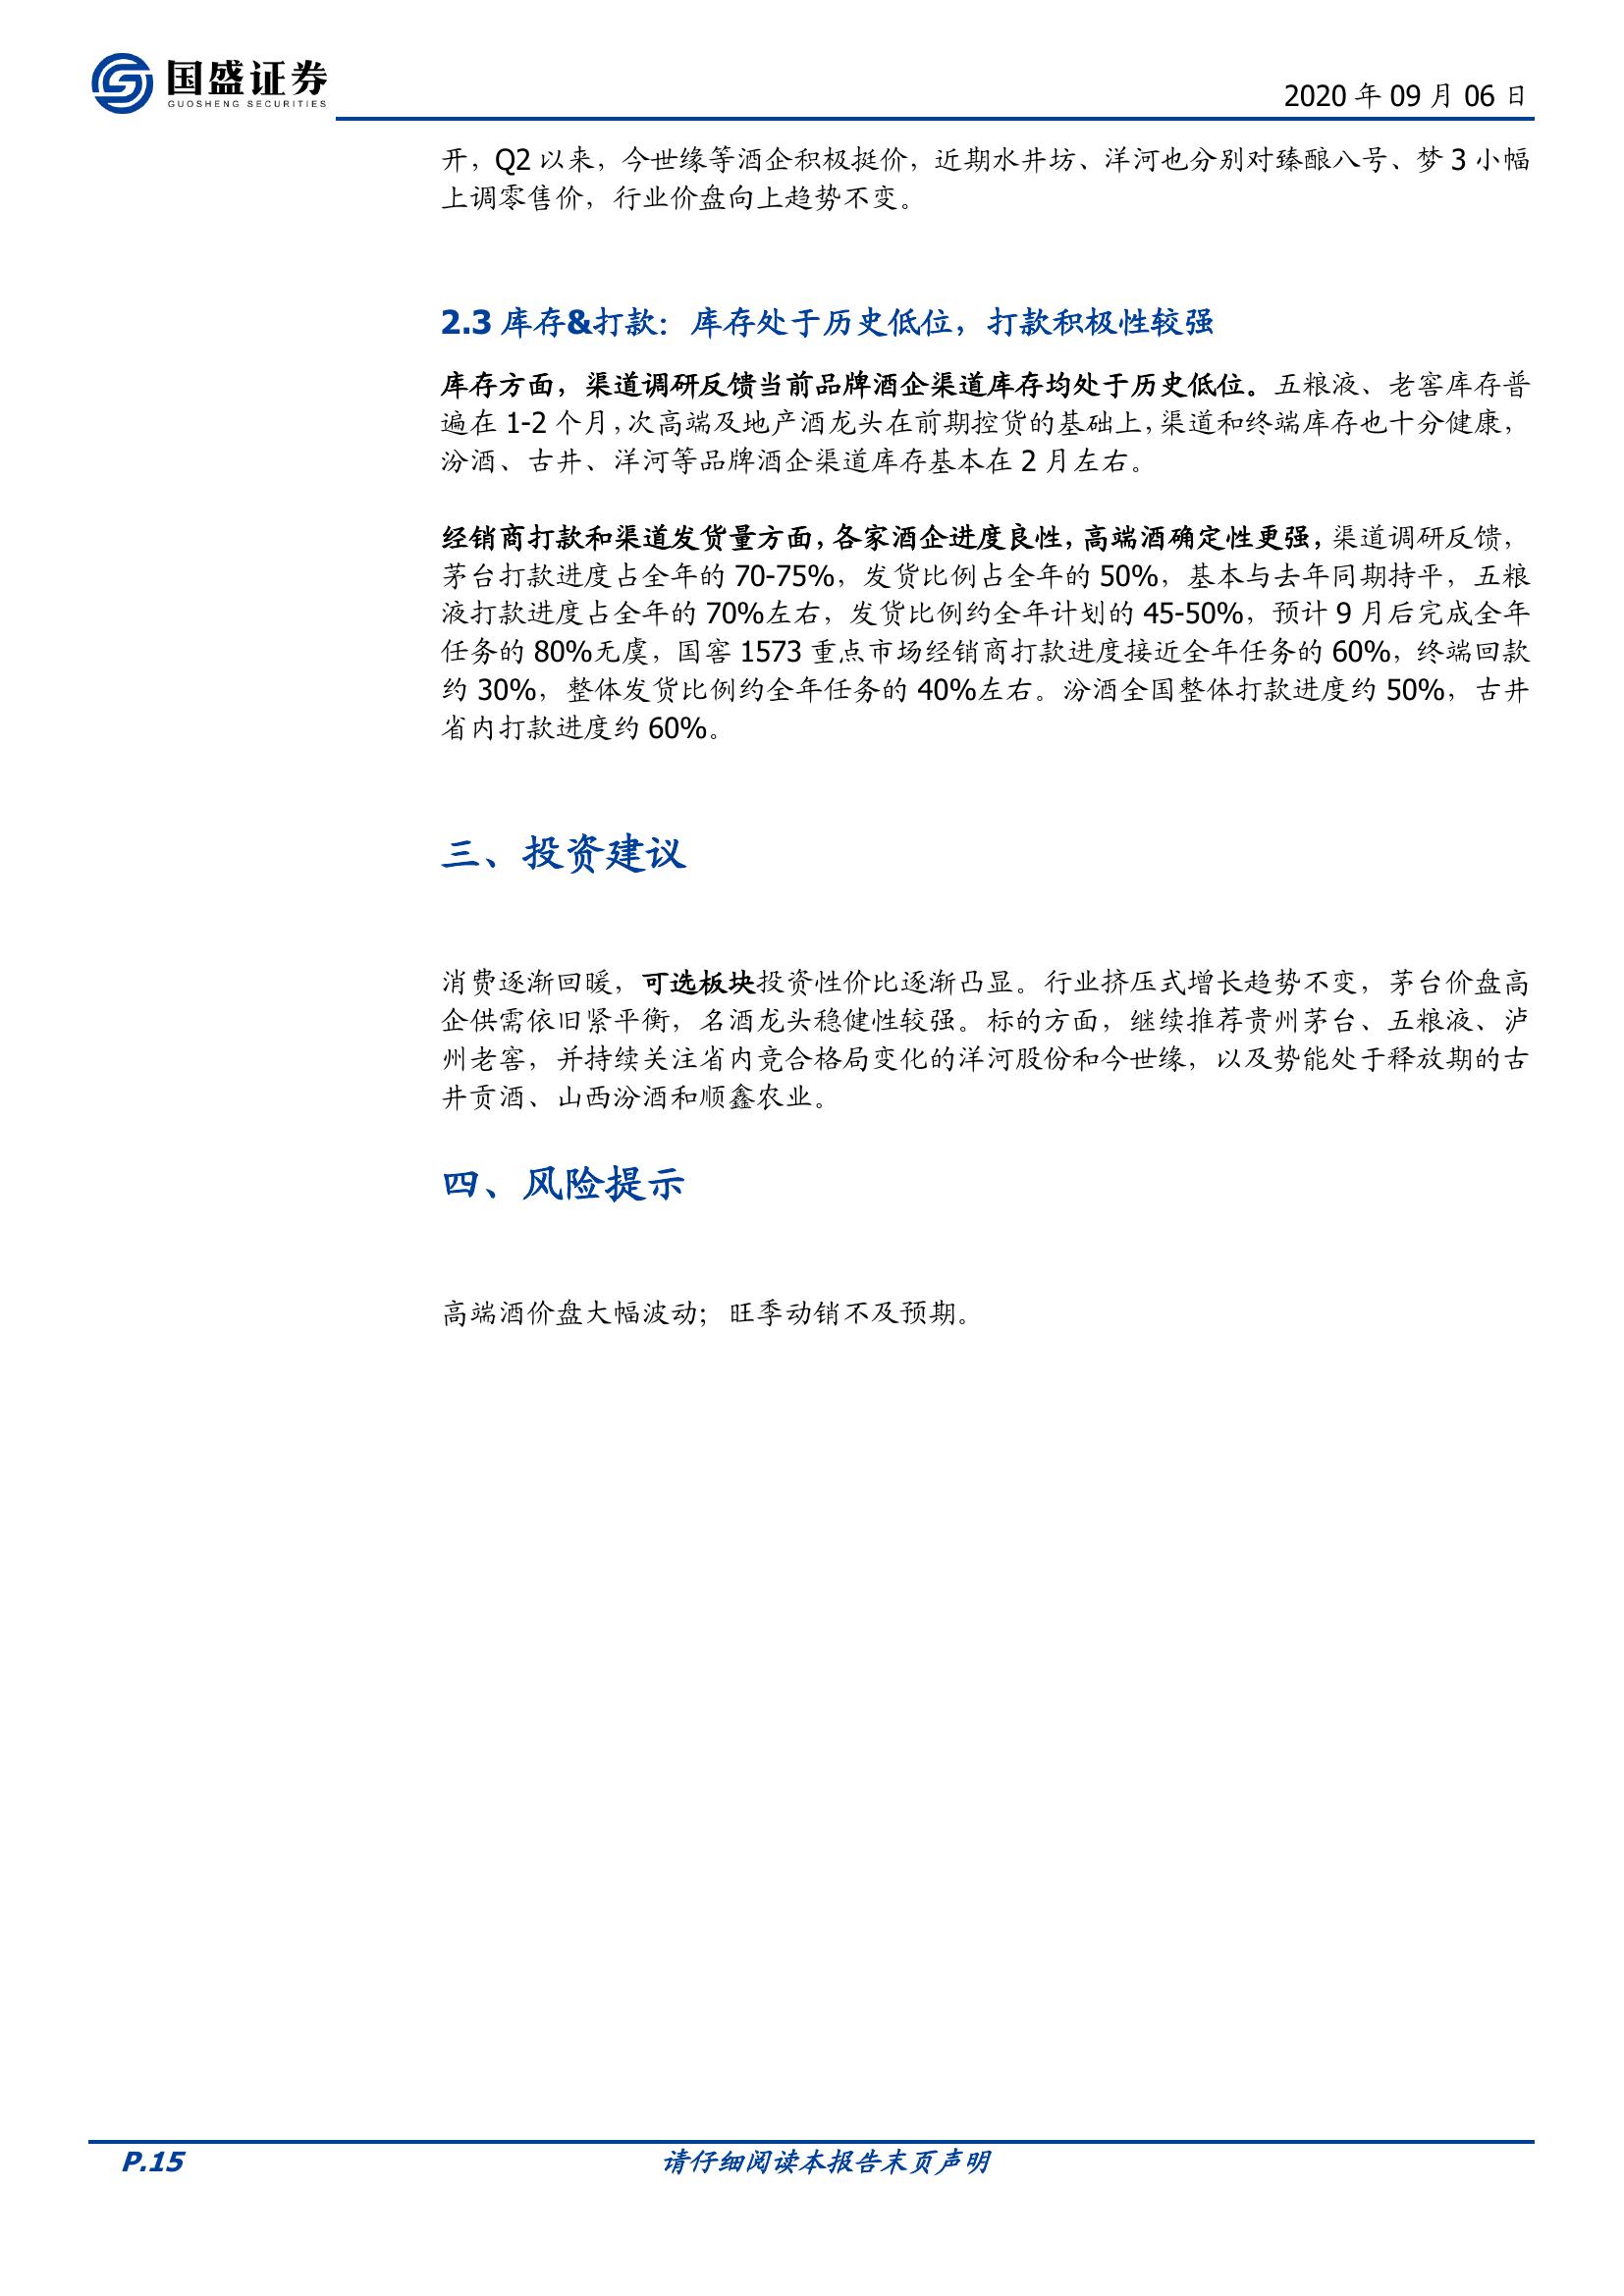 国盛证券
GUOSHENG SECURITIES
2020 年 09 月 06 日
开，Q2 以来，今世缘等酒企积极挺价，近期水井坊、洋河也分别对臻酿八号、梦 3 小幅
上调零售价，行业价盘向上趋势不变。
2.3 库存&打款：库存处于历史低位，打款积极性较强
库存方面，渠道调研反馈当前品牌酒企渠道库存均处于历史低位。五粮液、老窖库存普
遍在 1-2 个月，次高端及地产酒龙头在前期控货的基础上，渠道和终端库存也十分健康，
汾酒、古井、洋河等品牌酒企渠道库存基本在 2 月左右。
经销商打款和渠道发货量方面，各家酒企进度良性，高端酒确定性更强，渠道调研反馈，
茅台打款进度占全年的 70-75%，发货比例占全年的 50%，基本与去年同期持平，五粮
液打款进度占全年的 70%左右，发货比例约全年计划的 45-50%，预计 9 月后完成全年
任务的 80%无虞，国窖 1573 重点市场经销商打款进度接近全年任务的 60%，终端回款
约 30%，整体发货比例约全年任务的 40%左右。汾酒全国整体打款进度约 50%，古井
省内打款进度约 60%。
三、投资建议
消费逐渐回暖，可选板块投资性价比逐渐凸显。行业挤压式增长趋势不变，茅台价盘高
企供需依旧紧平衡，名酒龙头稳健性较强。标的方面，继续推荐贵州茅台、五粮液、泸
州老窖，并持续关注省内竞合格局变化的洋河股份和今世缘，以及势能处于释放期的古
井贡酒、山西汾酒和顺鑫农业。
四、风险提示
高端酒价盘大幅波动；旺季动销不及预期。
P.15
请仔细阅读本报告末页声明